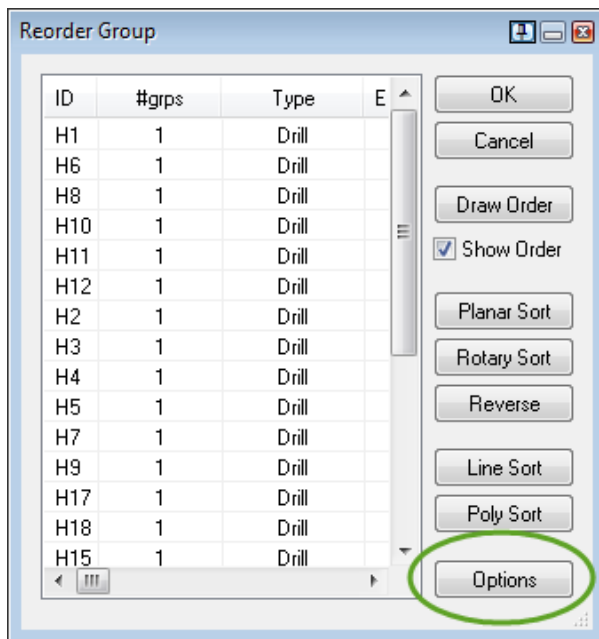 Reorder Group
ID #grps Type E
H1 1 Drill
H6 1 Drill
H8 1 Drill
H10 1 Drill
H11 1 Drill
H12 1 Drill
H2 1 Drill
H3 1 Drill
H4 1 Drill
H5 1 Drill
H7 1 Drill
H9 1 Drill
H17 1 Drill
H18 1 Drill
H15 1 Drill
OK
Cancel
Draw Order
Show Order
Planar Sort
Rotary Sort
Reverse
Line Sort
Poly Sort
Options